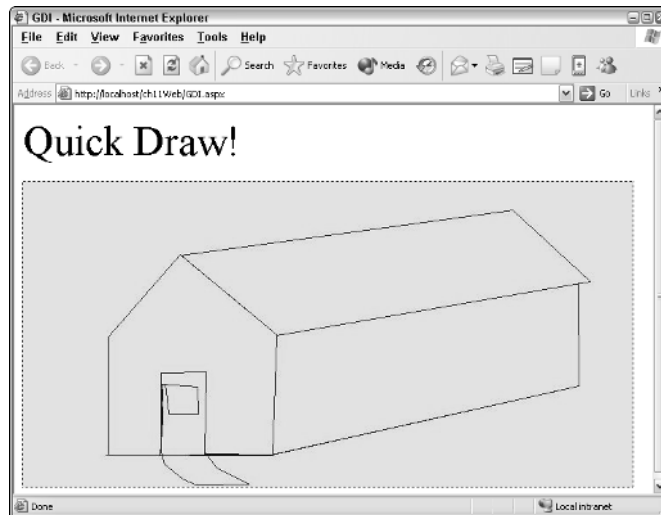 GDI - Microsoft Internet Explorer
File Edit View Favorites Tools Help
Back Search Favorites Media
Address http://localhost/ch11Web/GDI.aspx Go Links
Quick Draw!
Done Local intranet